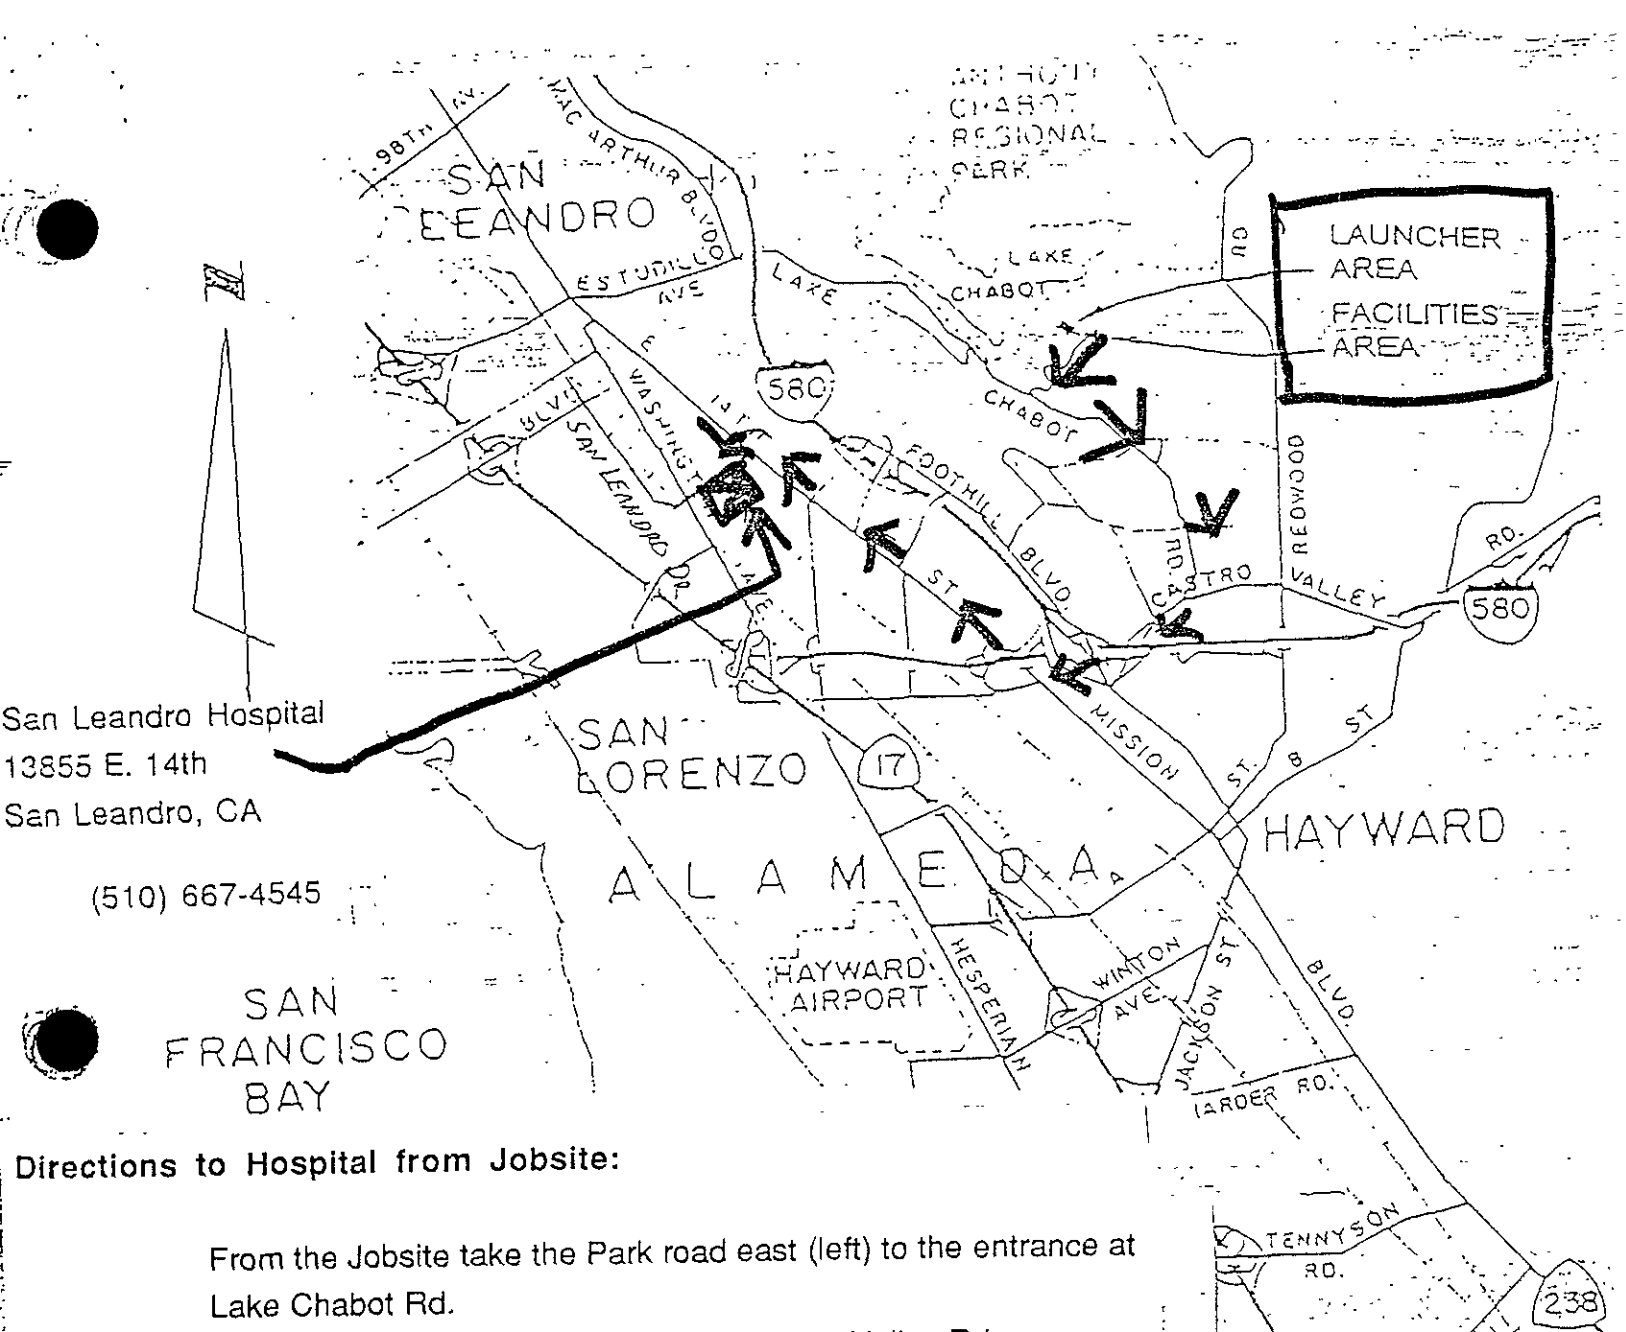 98TH AV.
MAC ARTHUR BLVD
SAN
LEANDRO
ANTHONY
CHABOT
REGIONAL
PARK
LAKE
CHABOT
LAUNCHER
AREA
FACILITIES
AREA
RD
ESTUDILLO
AVE
LAKE
CHABOT
RD.
REDWOOD
E
14TH
ST
WASHINGTON
AVE
BLVD
SAN LEANDRO DR
580
FOOTHILL
BLVD.
CASTRO
VALLEY
RD.
580
San Leandro Hospital
13855 E. 14th
San Leandro, CA
(510) 667-4545
SAN
LORENZO
17
MISSION
ST.
B
ST
HAYWARD
ALAMEDA
A
HAYWARD
AIRPORT
HESPERIAN
WINTON
AVE.
JACKSON ST
BLVD.
HARDER RD.
SAN
FRANCISCO
BAY
TENNYSON
RD.
238
Directions to Hospital from Jobsite:
From the Jobsite take the Park road east (left) to the entrance at
Lake Chabot Rd.